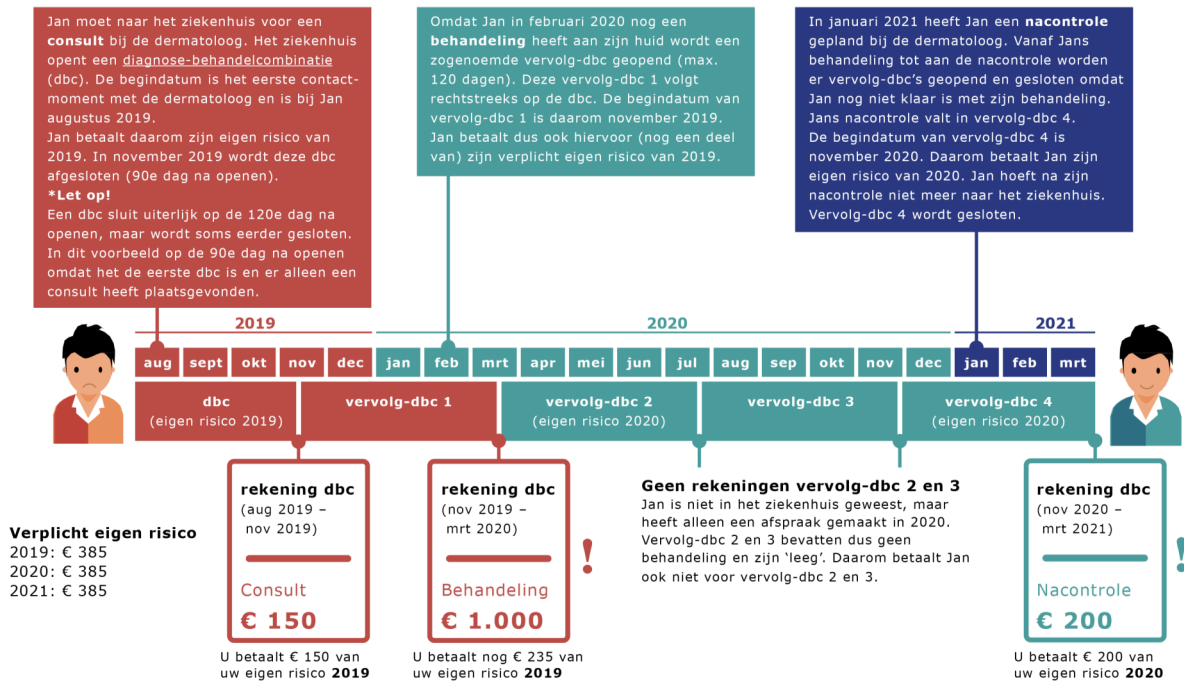 Jan moet naar het ziekenhuis voor een
consult bij de dermatoloog. Het ziekenhuis
opent een diagnose-behandelcombinatie
(dbc). De begindatum is het eerste contact-
moment met de dermatoloog en is bij Jan
augustus 2019.
Jan betaalt daarom zijn eigen risico van
2019. In november 2019 wordt deze dbc
afgesloten (90e dag na openen).
*Let op!
Een dbc sluit uiterlijk op de 120e dag na
openen, maar wordt soms eerder gesloten.
In dit voorbeeld op de 90e dag na openen
omdat het de eerste dbc is en er alleen een
consult heeft plaatsgevonden.
Omdat Jan in februari 2020 nog een
behandeling heeft aan zijn huid wordt een
zogenoemde vervolg-dbc geopend (max.
120 dagen). Deze vervolg-dbc 1 volgt
rechtstreeks op de dbc. De begindatum van
vervolg-dbc 1 is daarom november 2019.
Jan betaalt dus ook hiervoor (nog een deel
van) zijn verplicht eigen risico van 2019.
In januari 2021 heeft Jan een nacontrole
gepland bij de dermatoloog. Vanaf Jans
behandeling tot aan de nacontrole worden
er vervolg-dbc's geopend en gesloten omdat
Jan nog niet klaar is met zijn behandeling.
Jans nacontrole valt in vervolg-dbc 4.
De begindatum van vervolg-dbc 4 is
november 2020. Daarom betaalt Jan zijn
eigen risico van 2020. Jan hoeft na zijn
nacontrole niet meer naar het ziekenhuis.
Vervolg-dbc 4 wordt gesloten.
2019 2020 2021
aug sept okt nov dec jan feb mrt apr mei jun jul aug sep okt nov dec jan feb mrt
dbc
(eigen risico 2019)
vervolg-dbc 1
vervolg-dbc 2
(eigen risico 2020)
vervolg-dbc 3
vervolg-dbc 4
(eigen risico 2020)
Verplicht eigen risico
2019: € 385
2020: € 385
2021: € 385
rekening dbc
(aug 2019 –
nov 2019)
Consult
€ 150
U betaalt € 150 van
uw eigen risico 2019
rekening dbc
(nov 2019 –
mrt 2020)
Behandeling
€ 1.000
!
U betaalt nog € 235 van
uw eigen risico 2019
Geen rekeningen vervolg-dbc 2 en 3
Jan is niet in het ziekenhuis geweest, maar
heeft alleen een afspraak gemaakt in 2020.
Vervolg-dbc 2 en 3 bevatten dus geen
behandeling en zijn ‘leeg’. Daarom betaalt Jan
ook niet voor vervolg-dbc 2 en 3.
rekening dbc
(nov 2020 –
mrt 2021)
Nacontrole
€ 200
!
U betaalt € 200 van
uw eigen risico 2020